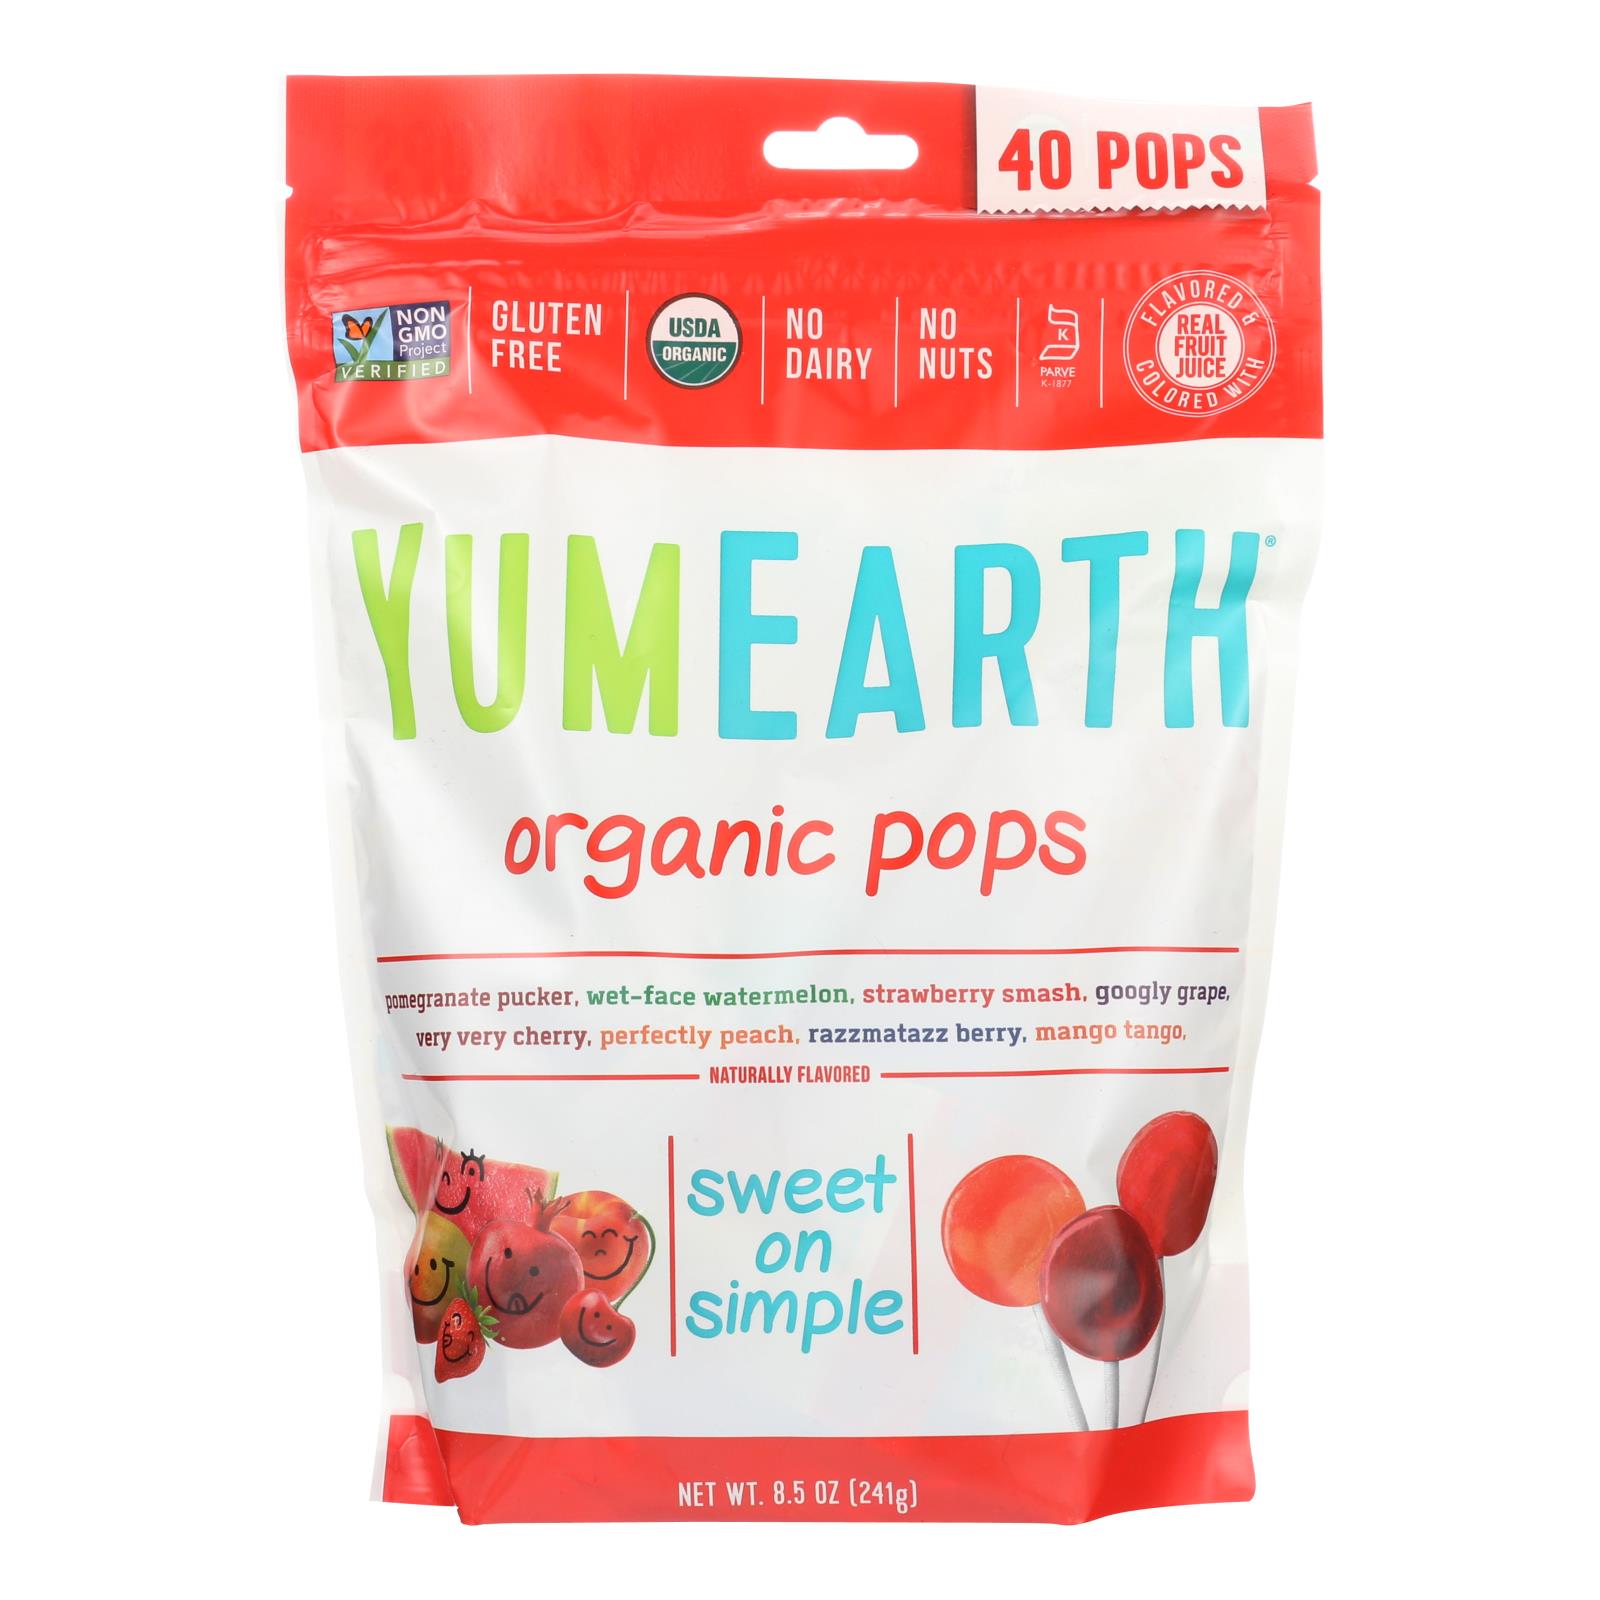 40 POPS
NON
GMO
Project
VERIFIED
GLUTEN
FREE
USDA
ORGANIC
NO
DAIRY
NO
NUTS
K
PARVE
K-1877
FLAVORED &
COLORED WITH
REAL
FRUIT
JUICE
YUMEARTH®
organic pops
pomegranate pucker, wet-face watermelon, strawberry smash, googly grape,
very very cherry, perfectly peach, razzmatazz berry, mango tango,
NATURALLY FLAVORED
sweet
on
simple
NET WT. 8.5 OZ (241g)